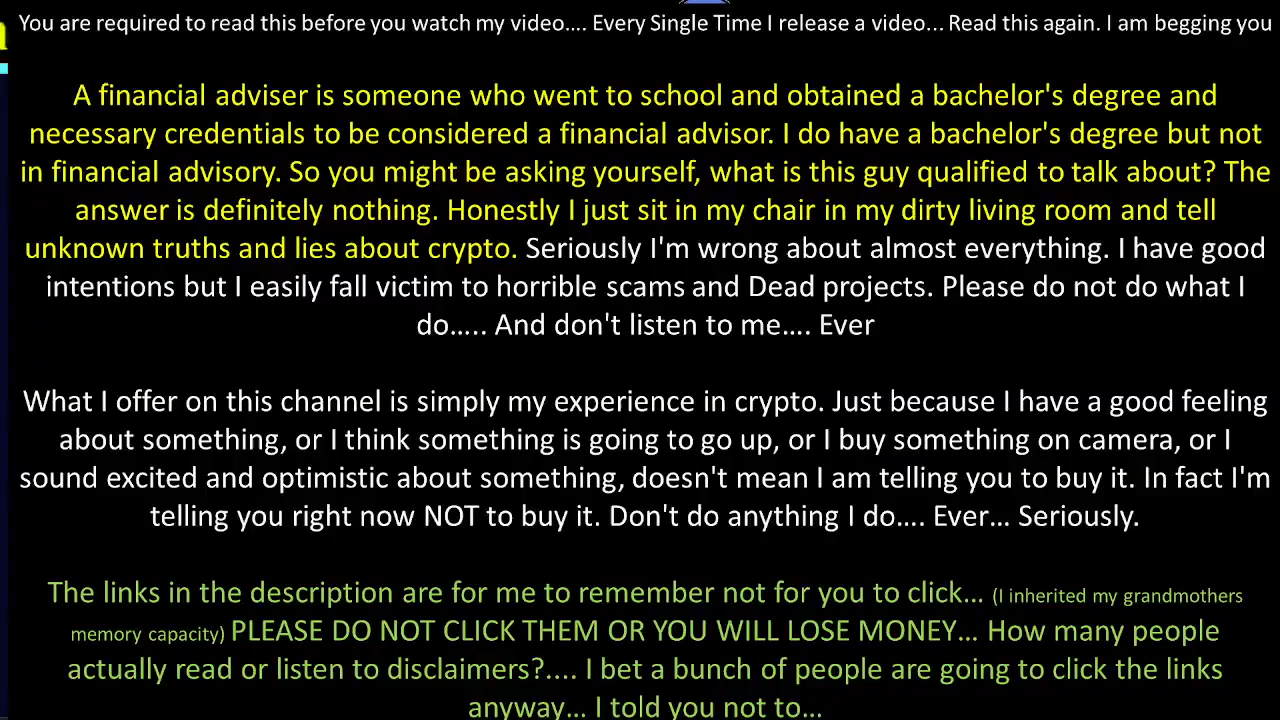 You are required to read this before you watch my video.... Every Single Time I release a video... Read this again. I am begging you
A financial adviser is someone who went to school and obtained a bachelor's degree and
necessary credentials to be considered a financial advisor. I do have a bachelor's degree but not
in financial advisory. So you might be asking yourself, what is this guy qualified to talk about? The
answer is definitely nothing. Honestly I just sit in my chair in my dirty living room and tell
unknown truths and lies about crypto. Seriously I'm wrong about almost everything. I have good
intentions but I easily fall victim to horrible scams and Dead projects. Please do not do what I
do..... And don't listen to me.... Ever
What I offer on this channel is simply my experience in crypto. Just because I have a good feeling
about something, or I think something is going to go up, or I buy something on camera, or I
sound excited and optimistic about something, doesn't mean I am telling you to buy it. In fact I'm
telling you right now NOT to buy it. Don't do anything I do.... Ever... Seriously.
The links in the description are for me to remember not for you to click... (I inherited my grandmothers
memory capacity) PLEASE DO NOT CLICK THEM OR YOU WILL LOSE MONEY... How many people
actually read or listen to disclaimers?.... I bet a bunch of people are going to click the links
anyway... I told you not to...